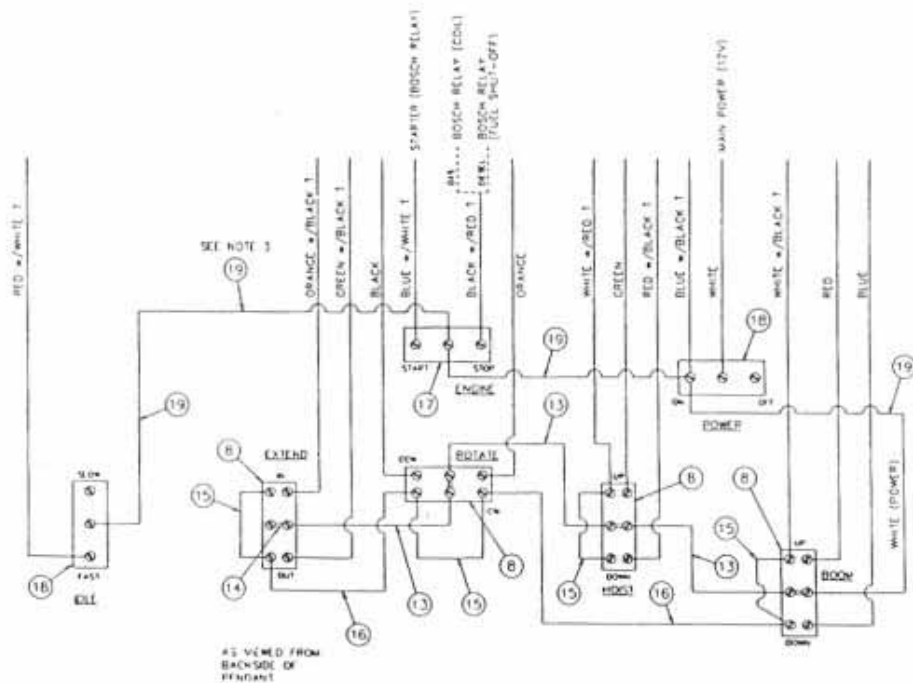 STARTER (BOSCH RELAY)
BOSCH RELAY (COIL)
BOSCH RELAY
(FUEL SHUT-OFF)
GAS
DIESEL
MAIN POWER (12V)
RED w/WHITE T
ORANGE w/BLACK T
GREEN w/BLACK T
BLACK
BLUE w/WHITE T
BLACK w/RED T
ORANGE
WHITE w/RED T
GREEN
RED w/BLACK T
BLUE w/BLACK T
WHITE
WHITE w/BLACK T
RED
BLUE
SEE NOTE 3
19
19
START
STOP
17
ENGINE
19
18
ON
OFF
POWER
19
WHITE (POWER)
SLOW
FAST
18
IDLE
EXTEND
8
IN
15
14
OUT
16
13
CCW
ROTATE
CW
15
8
13
UP
8
15
DOWN
HOIST
13
16
8
15
UP
BOOM
DOWN
AS VIEWED FROM
BACKSIDE OF
PENDANT